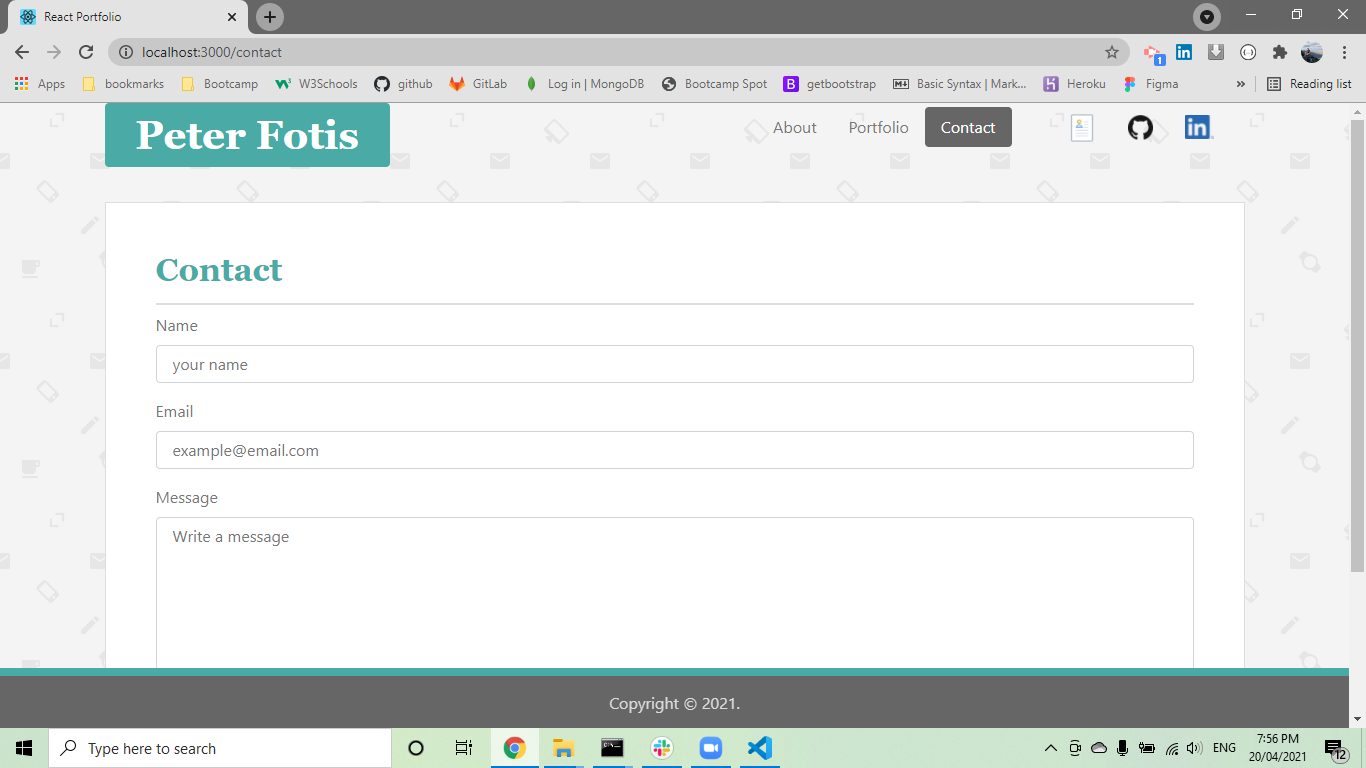 React Portfolio
localhost:3000/contact
1
Apps bookmarks Bootcamp W3Schools github GitLab Log in | MongoDB Bootcamp Spot getbootstrap Basic Syntax | Mark... Heroku Figma » Reading list
Peter Fotis
About Portfolio Contact
Contact
Name
your name
Email
example@email.com
Message
Write a message
Copyright © 2021.
Type here to search
ENG
7:56 PM
20/04/2021
12